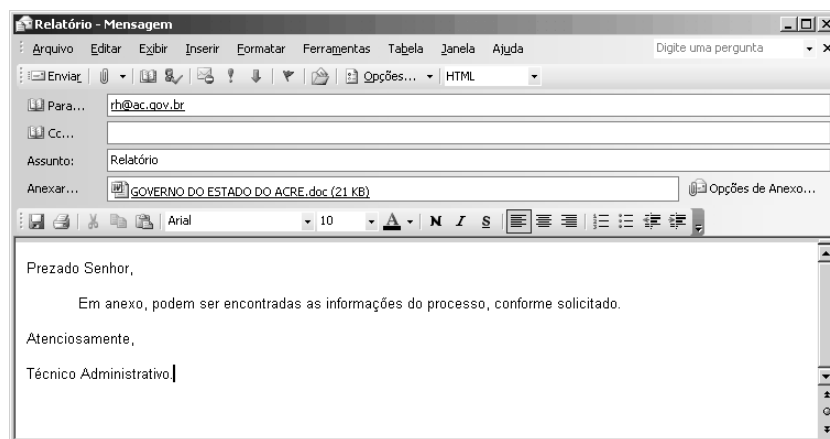 Relatório - Mensagem
Arquivo Editar Exibir Inserir Formatar Ferramentas Tabela Janela Ajuda Digite uma pergunta
Enviar Opções... HTML
Para... rh@ac.gov.br
Cc...
Assunto: Relatório
Anexar... GOVERNO DO ESTADO DO ACRE.doc (21 KB) Opções de Anexo...
Arial 10 A N I S
Prezado Senhor,
Em anexo, podem ser encontradas as informações do processo, conforme solicitado.
Atenciosamente,
Técnico Administrativo.